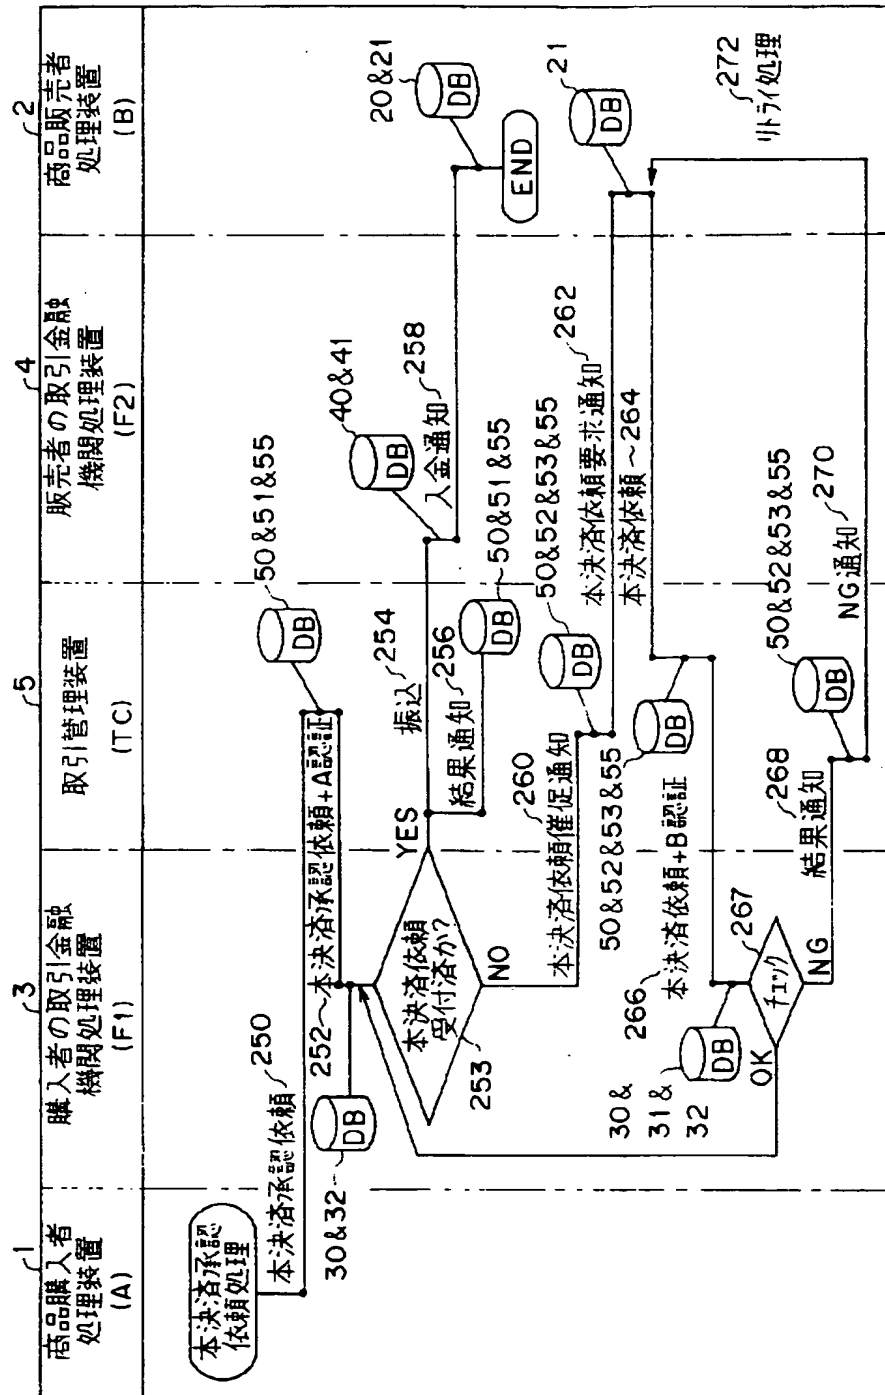 1
商品購入者
処理装置
(A)
3
購入者の取引金融
機関処理装置
(F1)
5
取引管理装置
(TC)
4
販売者の取引金融
機関処理装置
(F2)
2
商品販売者
処理装置
(B)
本決済承認
依頼処理
本決済承認依頼
250
DB
50&51&55
252~本決済承認依頼+A認証
DB
30&32
本決済依頼
受付済か?
253
YES
NO
振込
254
結果通知
256
DB
50&51&55
DB
40&41
入金通知
258
DB
20&21
END
本決済依頼催促通知
260
DB
50&52&53&55
本決済依頼要求通知
262
DB
21
本決済依頼~264
DB
50&52&53&55
本決済依頼+B認証
266
DB
30&
31&
32
チェック
267
OK
NG
結果通知
268
DB
50&52&53&55
NG通知
270
リトライ処理
272